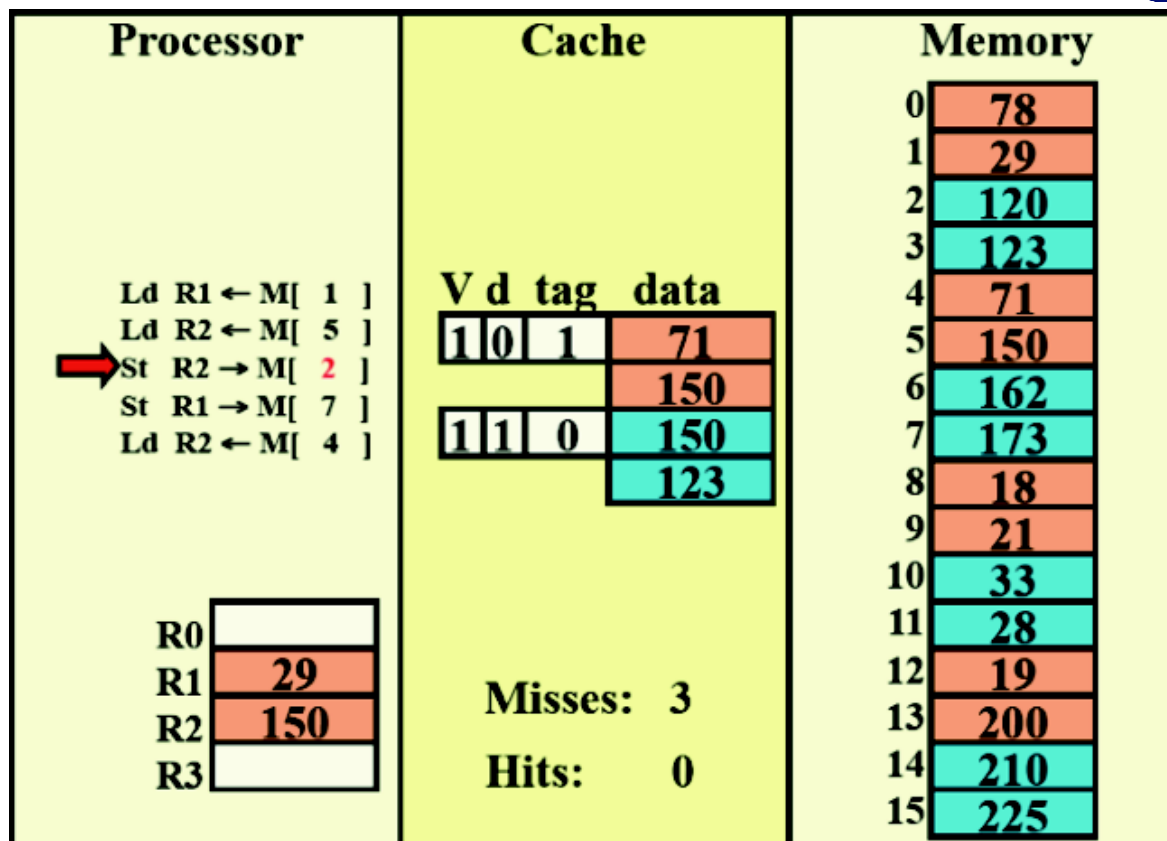 Processor
Ld R1 ← M[ 1 ]
Ld R2 ← M[ 5 ]
St R2 → M[ 2 ]
St R1 → M[ 7 ]
Ld R2 ← M[ 4 ]
R0
R1 29
R2 150
R3
Cache
V d tag data
1 0 1 71
150
1 1 0 150
123
Misses: 3
Hits: 0
Memory
0 78
1 29
2 120
3 123
4 71
5 150
6 162
7 173
8 18
9 21
10 33
11 28
12 19
13 200
14 210
15 225